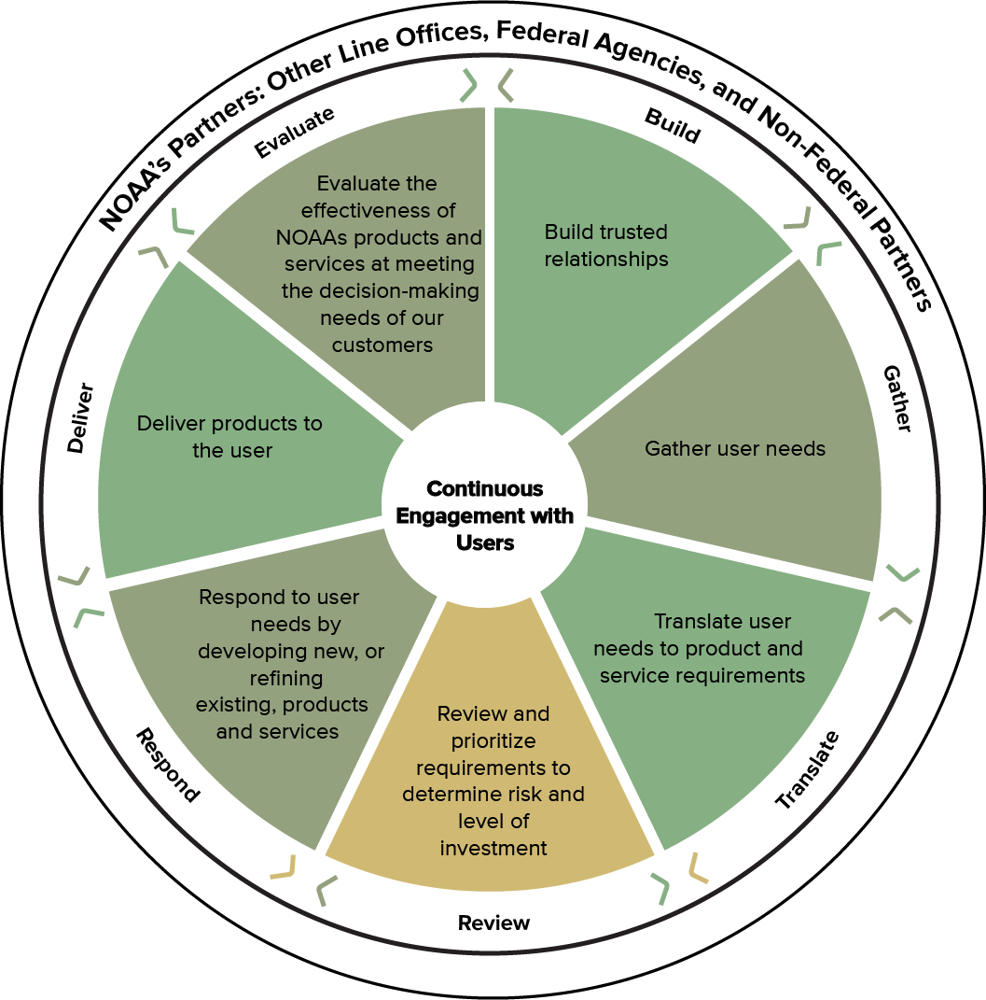 NOAA's Partners: Other Line Offices, Federal Agencies, and Non-Federal Partners
Build
Build trusted
relationships
Gather
Gather user needs
Translate
Translate user
needs to product and
service requirements
Review
Review and
prioritize
requirements to
determine risk and
level of
investment
Respond
Respond to user
needs by
developing new, or
refining
existing, products
and services
Deliver
Deliver products to
the user
Evaluate
Evaluate the
effectiveness of
NOAAs products and
services at meeting
the decision-making
needs of our
customers
Continuous
Engagement with
Users